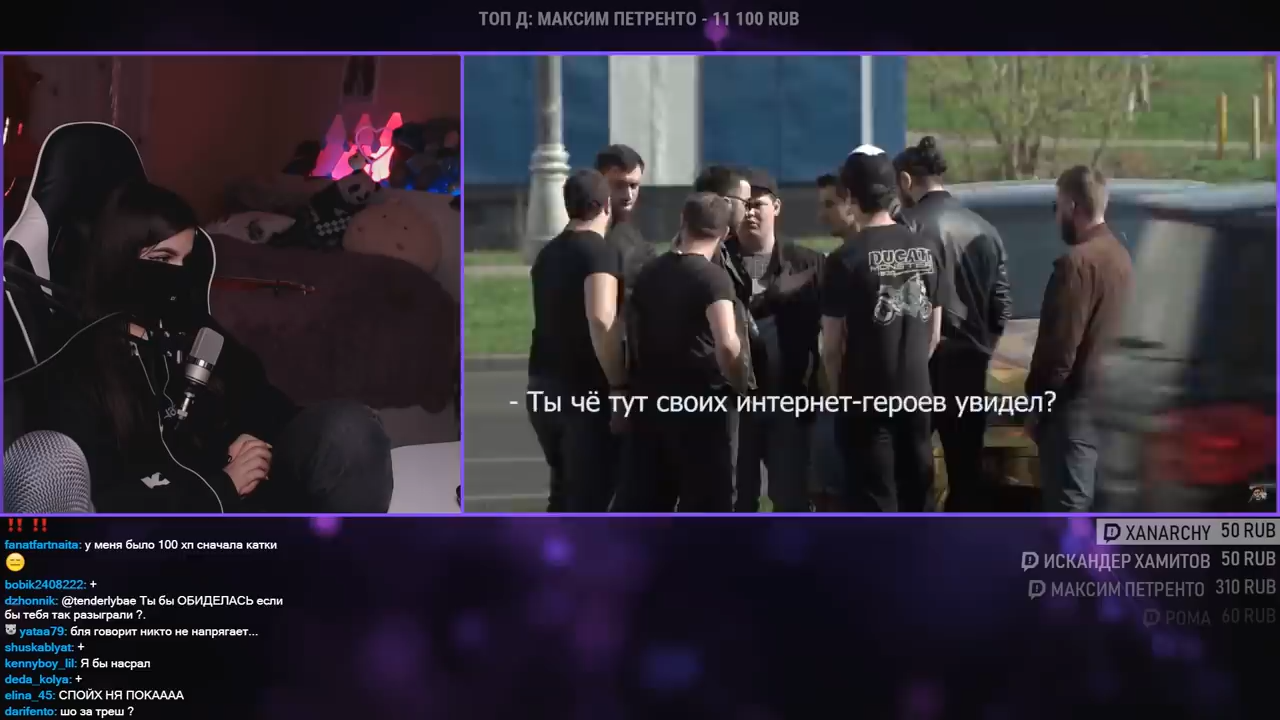 ТОП Д: МАКСИМ ПЕТРЕНТО - 11 100 RUB
DUCATI
MONSTER
- Ты чё тут своих интернет-героев увидел?
XANARCHY 50 RUB
ИСКАНДЕР ХАМИТОВ 50 RUB
МАКСИМ ПЕТРЕНТО 310 RUB
РОМА 60 RUB
‼ ‼
fanatfartnaita: у меня было 100 хп сначала катки
😑
bobik2408222: +
dzhonnik: @tenderlybae Ты бы ОБИДЕЛАСЬ если
бы тебя так разыграли ?.
yataa79: бля говорит никто не напрягает...
shuskablyat: +
kennyboy_lil: Я бы насрал
deda_kolya: +
elina_45: СПОЙХ НЯ ПОКАААА
darifento: шо за треш ?